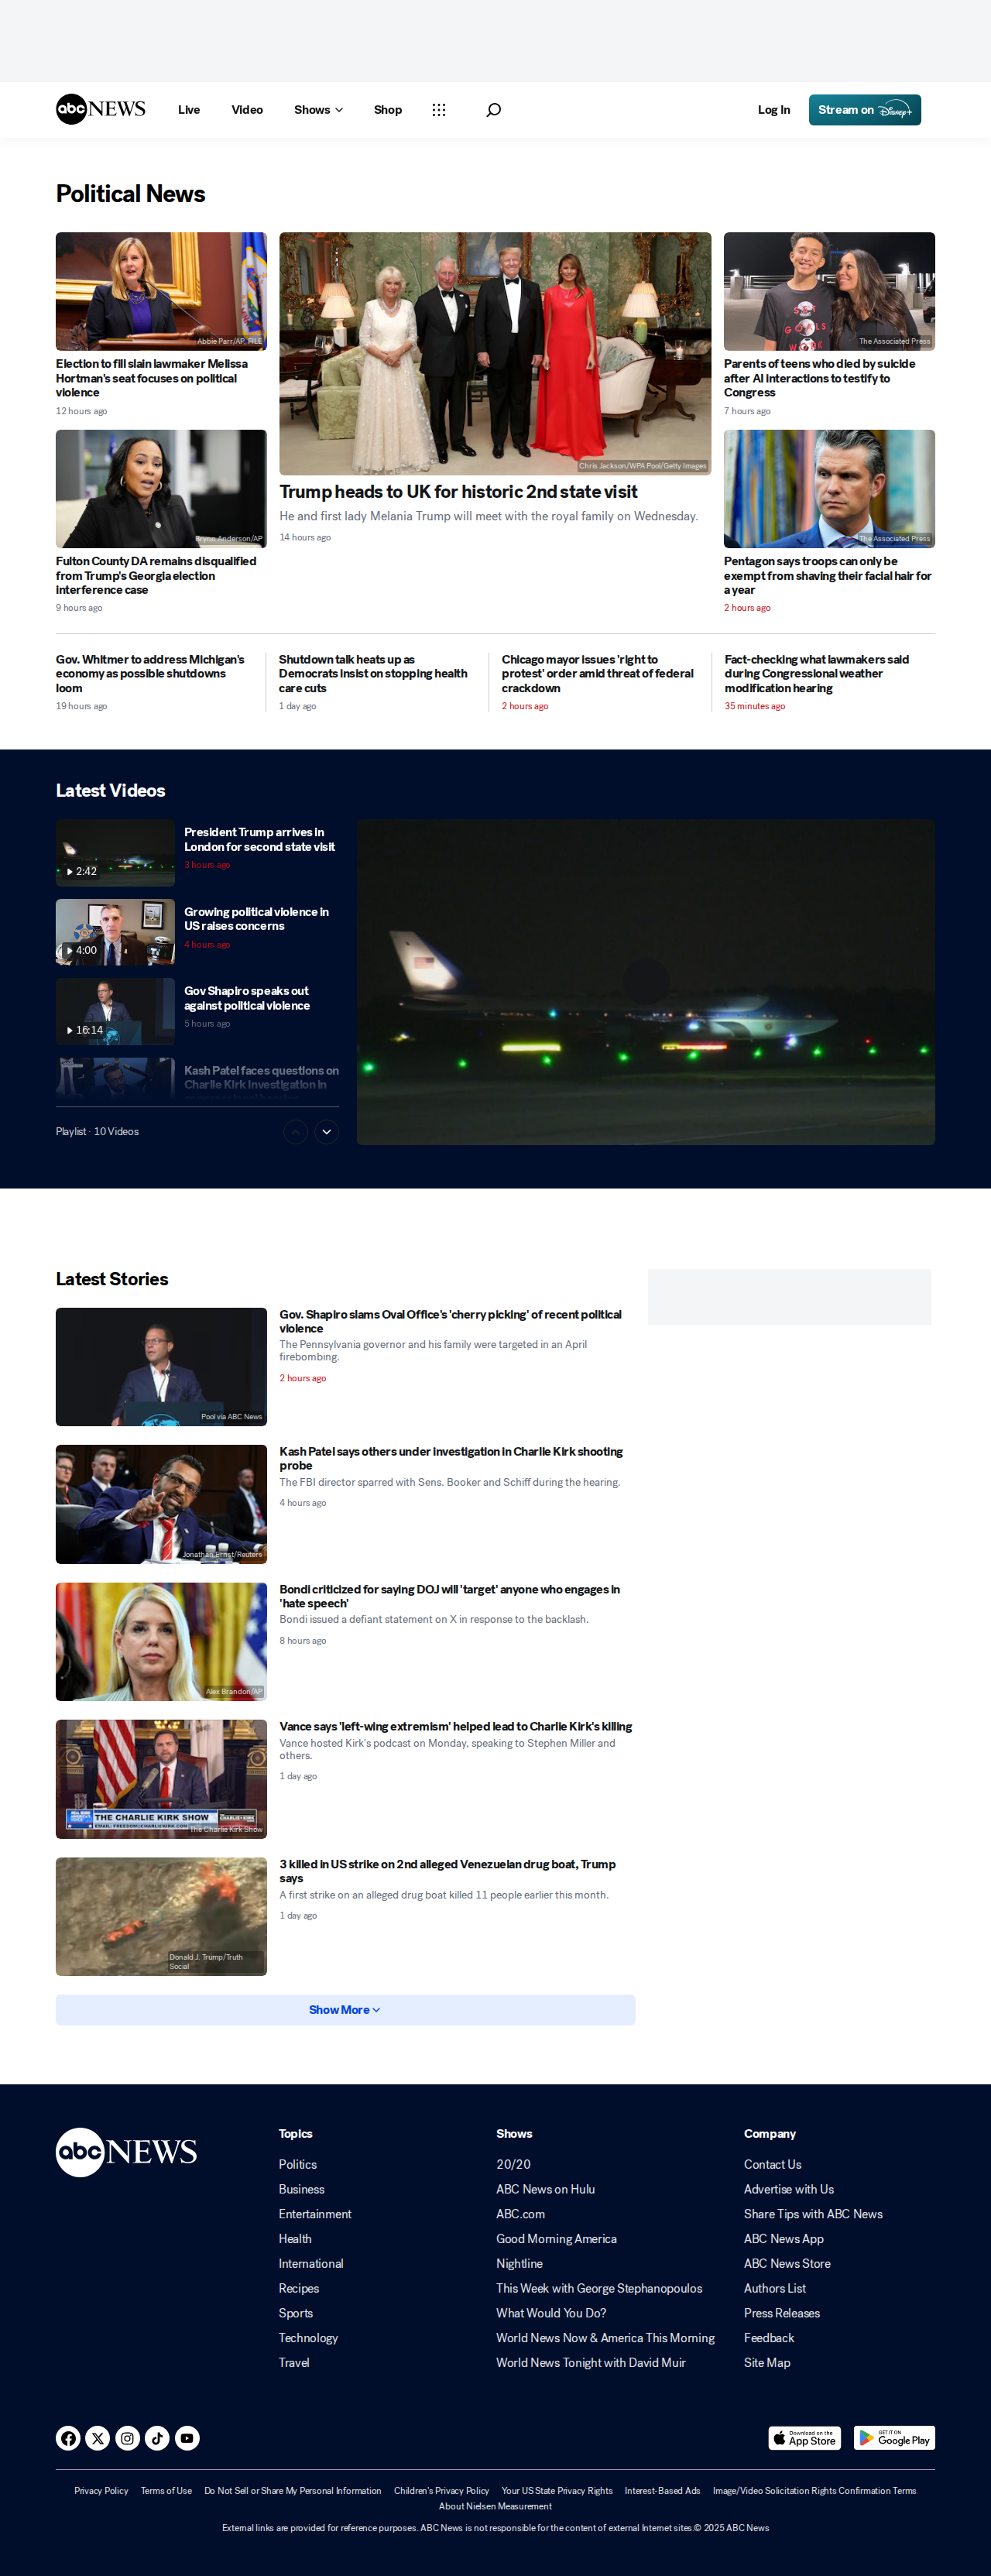 abc NEWS
Live
Video
Shows
Shop
Log In
Stream on Disney+
Political News
Abbie Parr/AP, FILE
Election to fill slain lawmaker Melissa
Hortman's seat focuses on political
violence
12 hours ago
Brynn Anderson/AP
Fulton County DA remains disqualified
from Trump's Georgia election
interference case
9 hours ago
Chris Jackson/WPA Pool/Getty Images
Trump heads to UK for historic 2nd state visit
He and first lady Melania Trump will meet with the royal family on Wednesday.
14 hours ago
SET
GOALS
WORK
The Associated Press
Parents of teens who died by suicide
after AI interactions to testify to
Congress
7 hours ago
The Associated Press
Pentagon says troops can only be
exempt from shaving their facial hair for
a year
2 hours ago
Gov. Whitmer to address Michigan's
economy as possible shutdowns
loom
19 hours ago
Shutdown talk heats up as
Democrats insist on stopping health
care cuts
1 day ago
Chicago mayor issues 'right to
protest' order amid threat of federal
crackdown
2 hours ago
Fact-checking what lawmakers said
during Congressional weather
modification hearing
35 minutes ago
Latest Videos
2:42
President Trump arrives in
London for second state visit
3 hours ago
4:00
Growing political violence in
US raises concerns
4 hours ago
16:14
Gov Shapiro speaks out
against political violence
5 hours ago
Kash Patel faces questions on
Charlie Kirk investigation in
Playlist · 10 Videos
Latest Stories
Pool via ABC News
Gov. Shapiro slams Oval Office's 'cherry picking' of recent political
violence
The Pennsylvania governor and his family were targeted in an April
firebombing.
2 hours ago
Jonathan Ernst/Reuters
Kash Patel says others under investigation in Charlie Kirk shooting
probe
The FBI director sparred with Sens. Booker and Schiff during the hearing.
4 hours ago
Alex Brandon/AP
Bondi criticized for saying DOJ will 'target' anyone who engages in
'hate speech'
Bondi issued a defiant statement on X in response to the backlash.
8 hours ago
THE CHARLIE KIRK SHOW
EMAIL: FREEDOM@CHARLIEKIRK.COM
The Charlie Kirk Show
Vance says 'left-wing extremism' helped lead to Charlie Kirk's killing
Vance hosted Kirk's podcast on Monday, speaking to Stephen Miller and
others.
1 day ago
Donald J. Trump/Truth
Social
3 killed in US strike on 2nd alleged Venezuelan drug boat, Trump
says
A first strike on an alleged drug boat killed 11 people earlier this month.
1 day ago
Show More
abc NEWS
Topics
Politics
Business
Entertainment
Health
International
Recipes
Sports
Technology
Travel
Shows
20/20
ABC News on Hulu
ABC.com
Good Morning America
Nightline
This Week with George Stephanopoulos
What Would You Do?
World News Now & America This Morning
World News Tonight with David Muir
Company
Contact Us
Advertise with Us
Share Tips with ABC News
ABC News App
ABC News Store
Authors List
Press Releases
Feedback
Site Map
Download on the
App Store
GET IT ON
Google Play
Privacy Policy
Terms of Use
Do Not Sell or Share My Personal Information
Children's Privacy Policy
Your US State Privacy Rights
Interest-Based Ads
Image/Video Solicitation Rights Confirmation Terms
About Nielsen Measurement
External links are provided for reference purposes. ABC News is not responsible for the content of external Internet sites.© 2025 ABC News